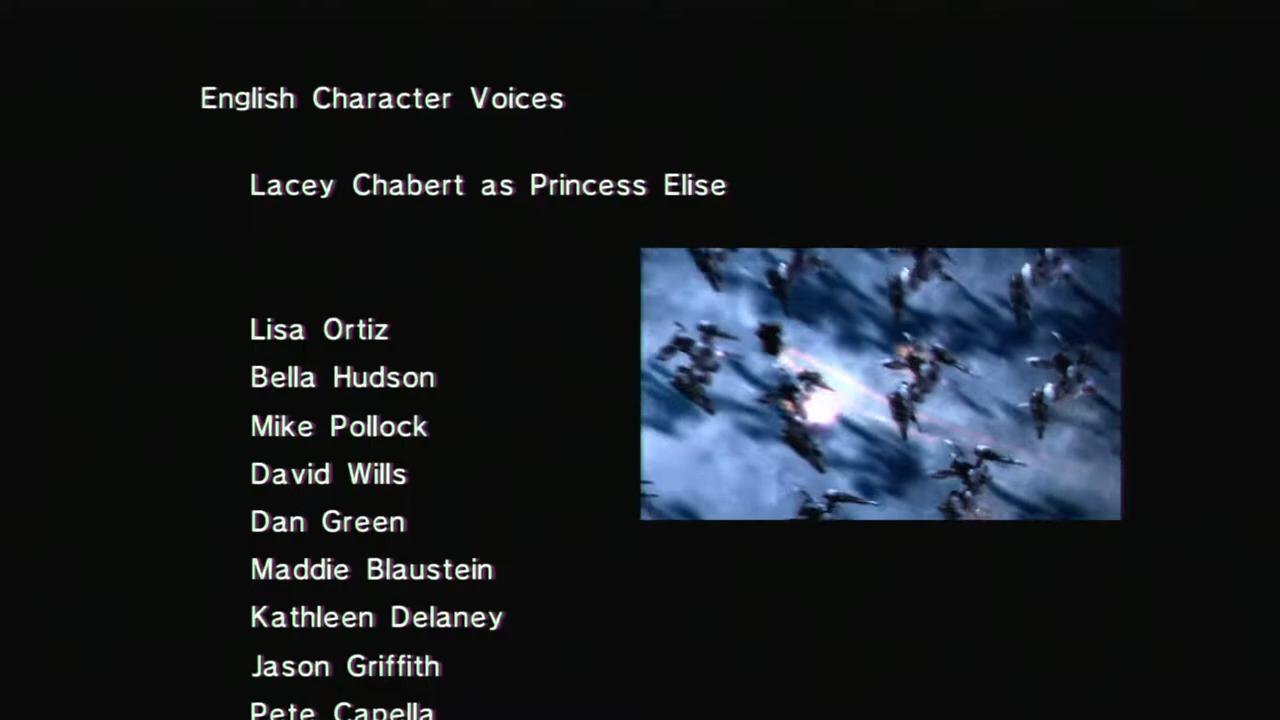 English Character Voices
Lacey Chabert as Princess Elise
Lisa Ortiz
Bella Hudson
Mike Pollock
David Wills
Dan Green
Maddie Blaustein
Kathleen Delaney
Jason Griffith
Pete Capella